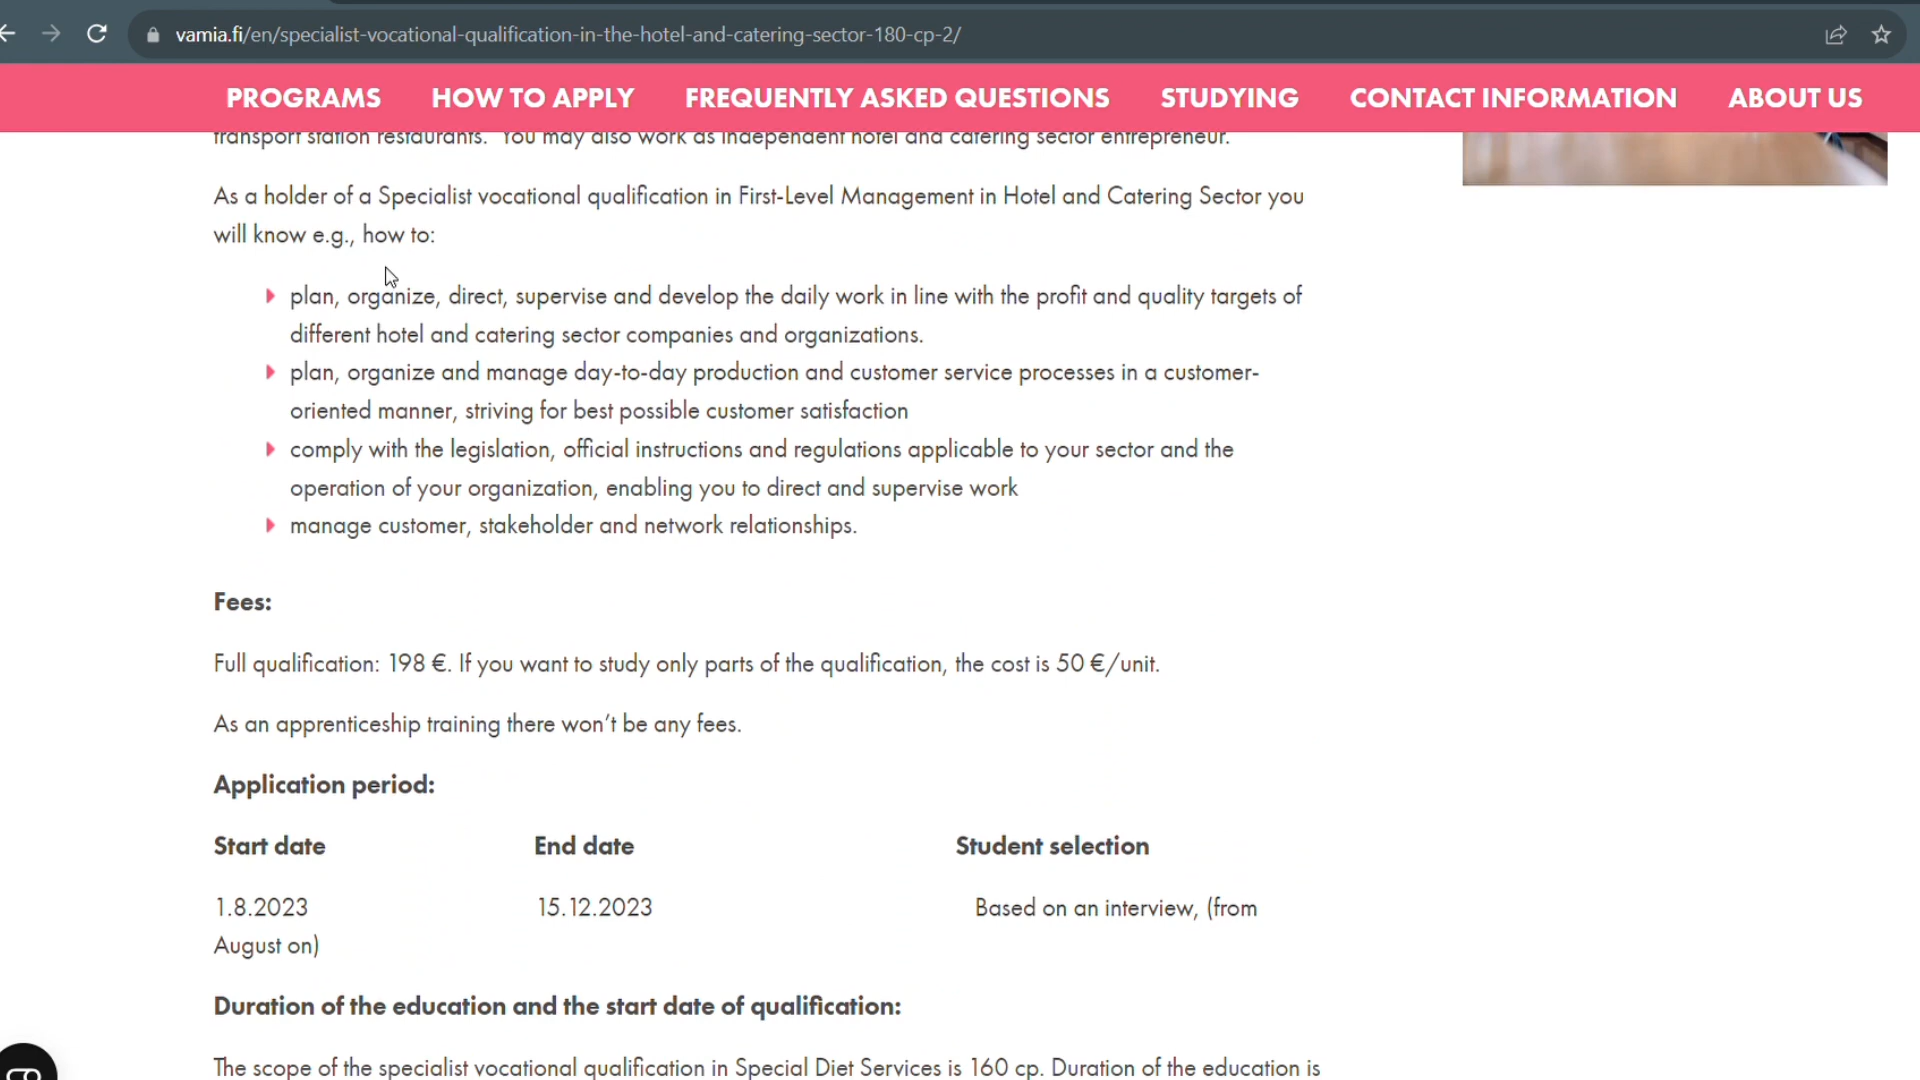 vamia.fi/en/specialist-vocational-qualification-in-the-hotel-and-catering-sector-180-cp-2/
PROGRAMS HOW TO APPLY FREQUENTLY ASKED QUESTIONS STUDYING CONTACT INFORMATION ABOUT US
transport station restaurants. You may also work as independent hotel and catering sector entrepreneur.
As a holder of a Specialist vocational qualification in First-Level Management in Hotel and Catering Sector you
will know e.g., how to:
plan, organize, direct, supervise and develop the daily work in line with the profit and quality targets of
different hotel and catering sector companies and organizations.
plan, organize and manage day-to-day production and customer service processes in a customer-
oriented manner, striving for best possible customer satisfaction
comply with the legislation, official instructions and regulations applicable to your sector and the
operation of your organization, enabling you to direct and supervise work
manage customer, stakeholder and network relationships.
Fees:
Full qualification: 198 €. If you want to study only parts of the qualification, the cost is 50 €/unit.
As an apprenticeship training there won't be any fees.
Application period:
Start date End date Student selection
1.8.2023 15.12.2023 Based on an interview, (from
August on)
Duration of the education and the start date of qualification:
The scope of the specialist vocational qualification in Special Diet Services is 160 cp. Duration of the education is